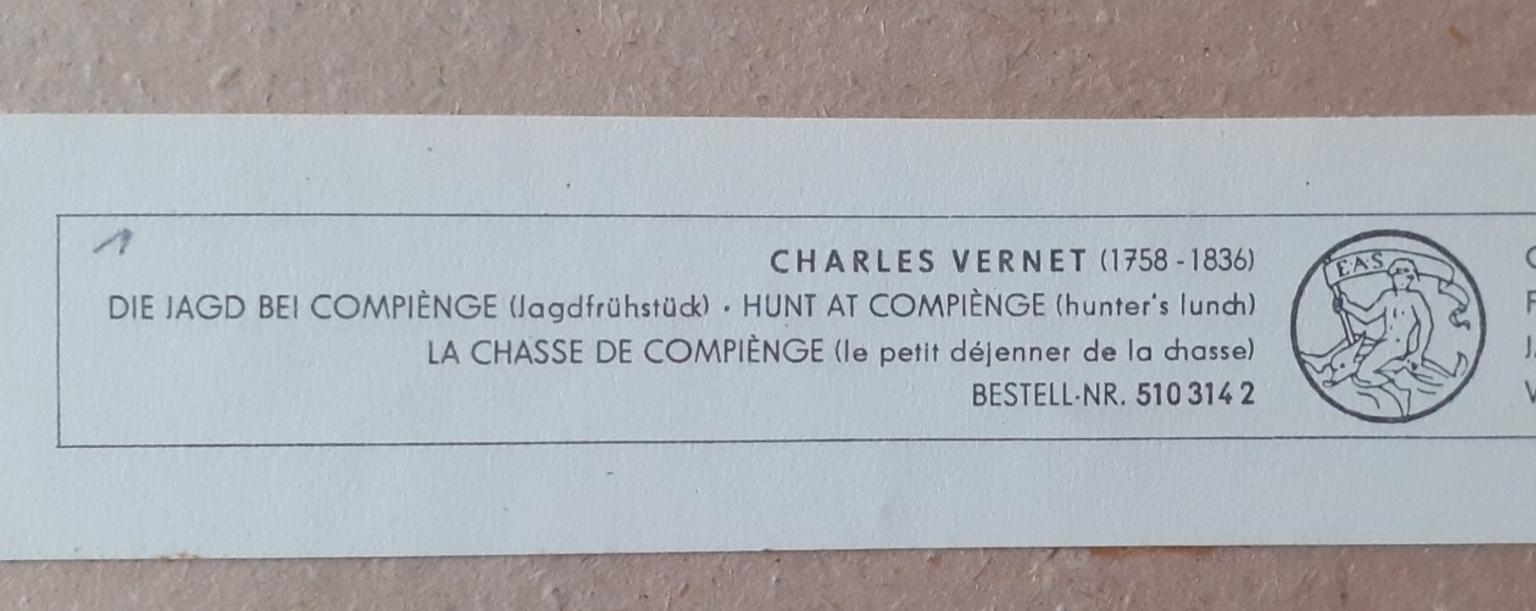 1
CHARLES VERNET (1758 - 1836)
DIE JAGD BEI COMPIÈNGE (Jagdfrühstück) · HUNT AT COMPIÈNGE (hunter's lunch)
LA CHASSE DE COMPIÈNGE (le petit déjenner de la chasse)
BESTELL-NR. 510 314 2
E·A·S